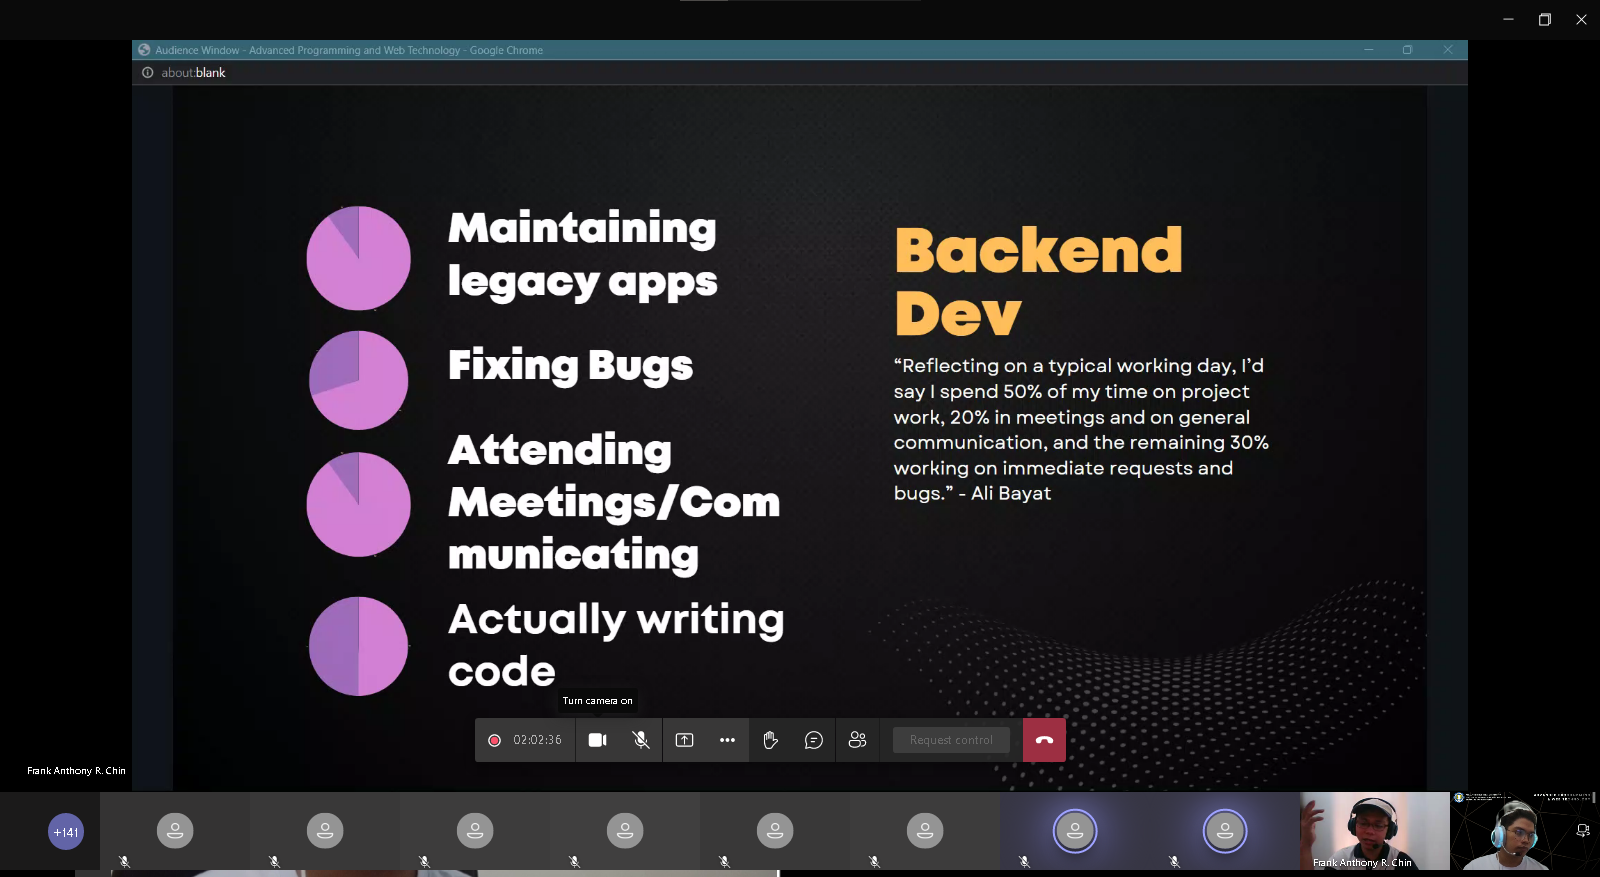 Audience Window - Advanced Programming and Web Technology - Google Chrome
about:blank
Maintaining
legacy apps
Fixing Bugs
Attending
Meetings/Com
municating
Actually writing
code
Backend
Dev
“Reflecting on a typical working day, I’d
say I spend 50% of my time on project
work, 20% in meetings and on general
communication, and the remaining 30%
working on immediate requests and
bugs.” - Ali Bayat
Turn camera on
02:02:36
Request control
Frank Anthony R. Chin
+141
Frank Anthony R. Chin